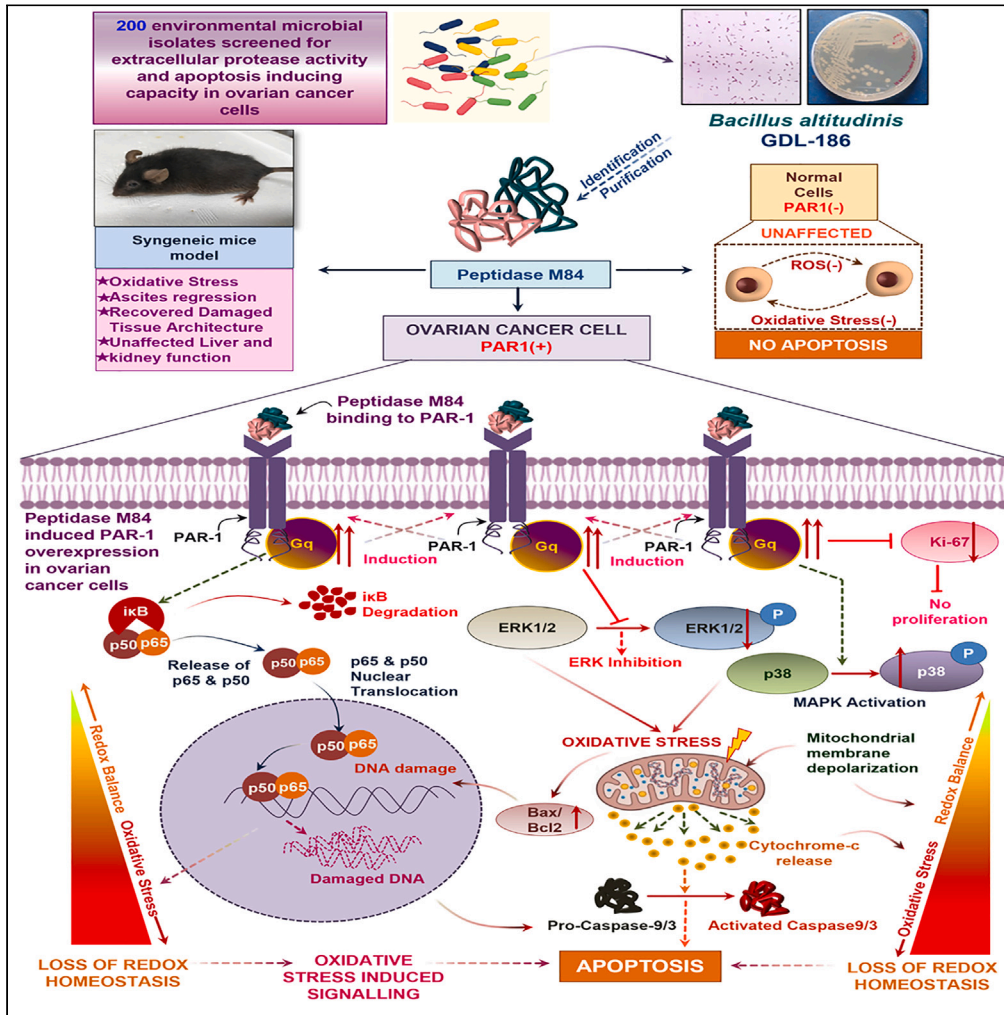 200 environmental microbial
isolates screened for
extracellular protease activity
and apoptosis inducing
capacity in ovarian cancer
cells
Bacillus altitudinis
GDL-186
Identification
Purification
Normal
Cells
PAR1(-)
UNAFFECTED
ROS(-)
Oxidative Stress(-)
NO APOPTOSIS
Syngeneic mice
model
★Oxidative Stress
★Ascites regression
★Recovered Damaged
Tissue Architecture
★Unaffected Liver and
★kidney function
Peptidase M84
OVARIAN CANCER CELL
PAR1(+)
Peptidase M84
binding to PAR-1
Peptidase M84
induced PAR-1
overexpression
in ovarian
cancer cells
PAR-1
Gq
Induction
PAR-1
Gq
Induction
PAR-1
Gq
Ki-67
No
proliferation
iκB
p50
p65
iκB
Degradation
Release of
p65 & p50
p50
p65
p65 & p50
Nuclear
Translocation
ERK1/2
ERK1/2
P
ERK Inhibition
p38
p38
P
MAPK Activation
OXIDATIVE STRESS
Mitochondrial
membrane
depolarization
p50
p65
DNA damage
p50
p65
Damaged DNA
Bax/
Bcl2
Cytochrome-c
release
Pro-Caspase-9/3
Activated Caspase9/3
Redox Balance
Oxidative Stress
Redox Balance
Oxidative Stress
LOSS OF REDOX
HOMEOSTASIS
OXIDATIVE
STRESS INDUCED
SIGNALLING
APOPTOSIS
LOSS OF REDOX
HOMEOSTASIS